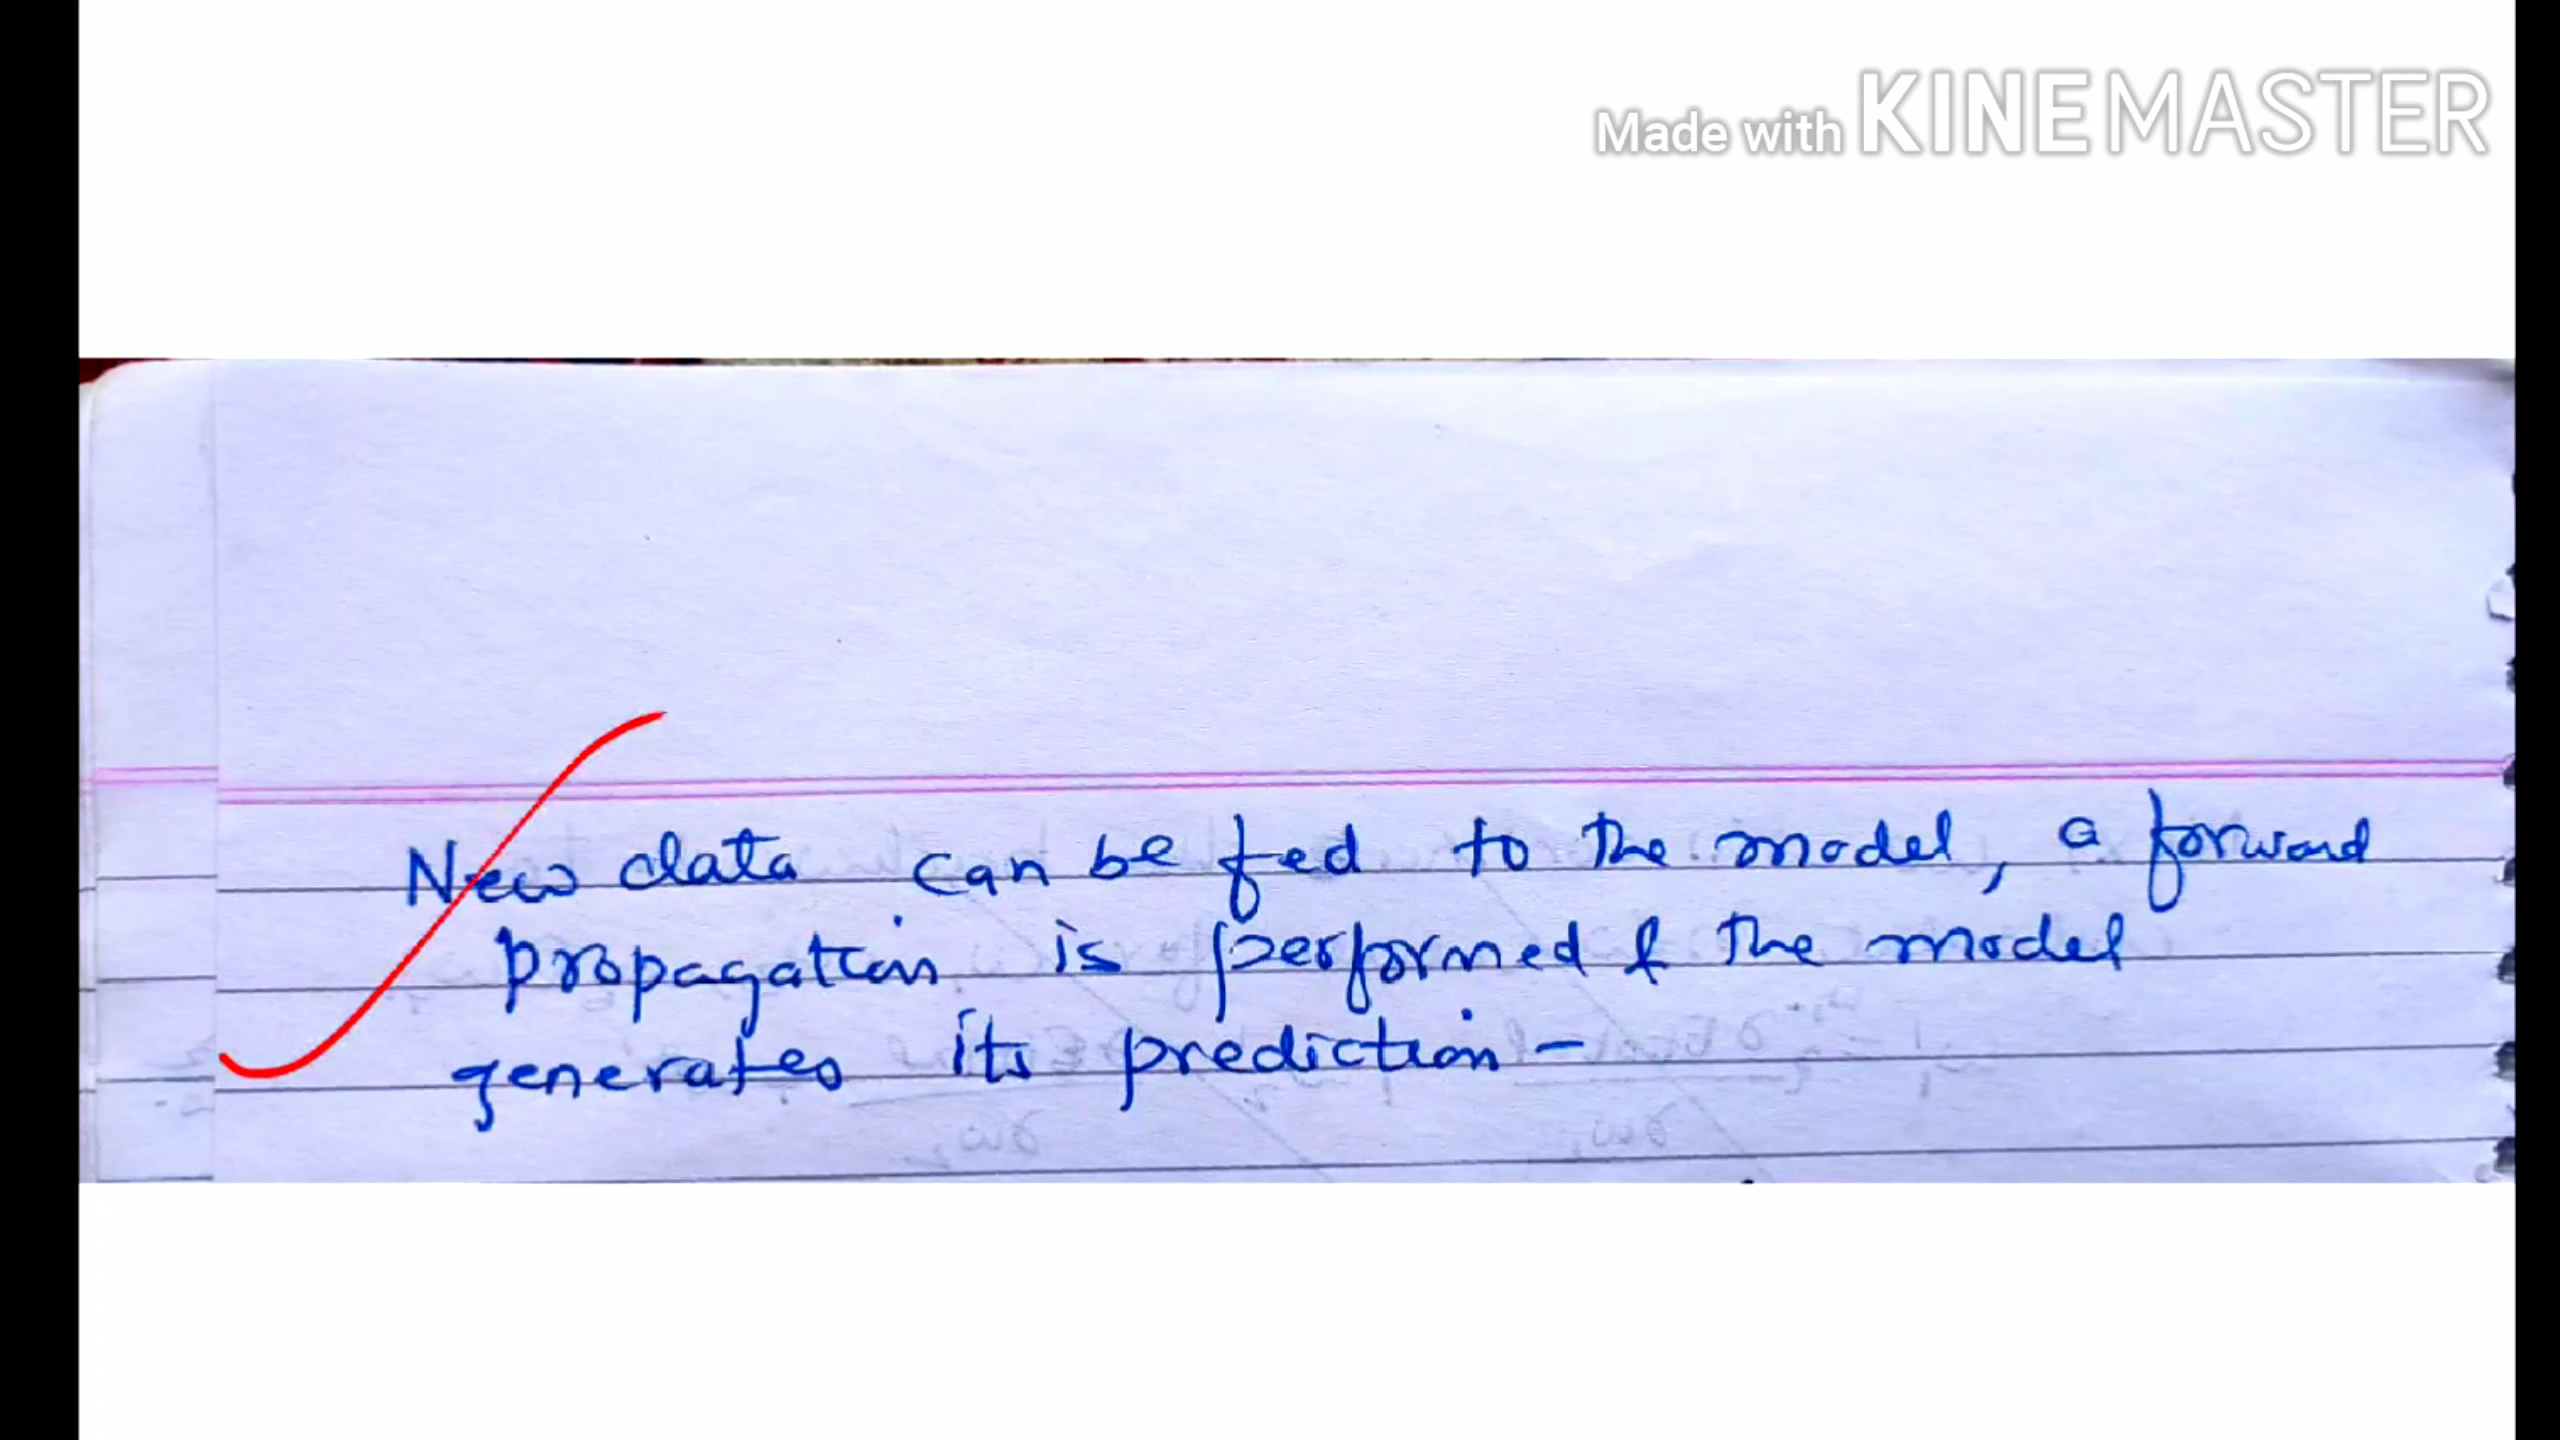 Made with KINEMASTER
New data can be fed to the model, a forward
propagation is performed & the model
generates its prediction -